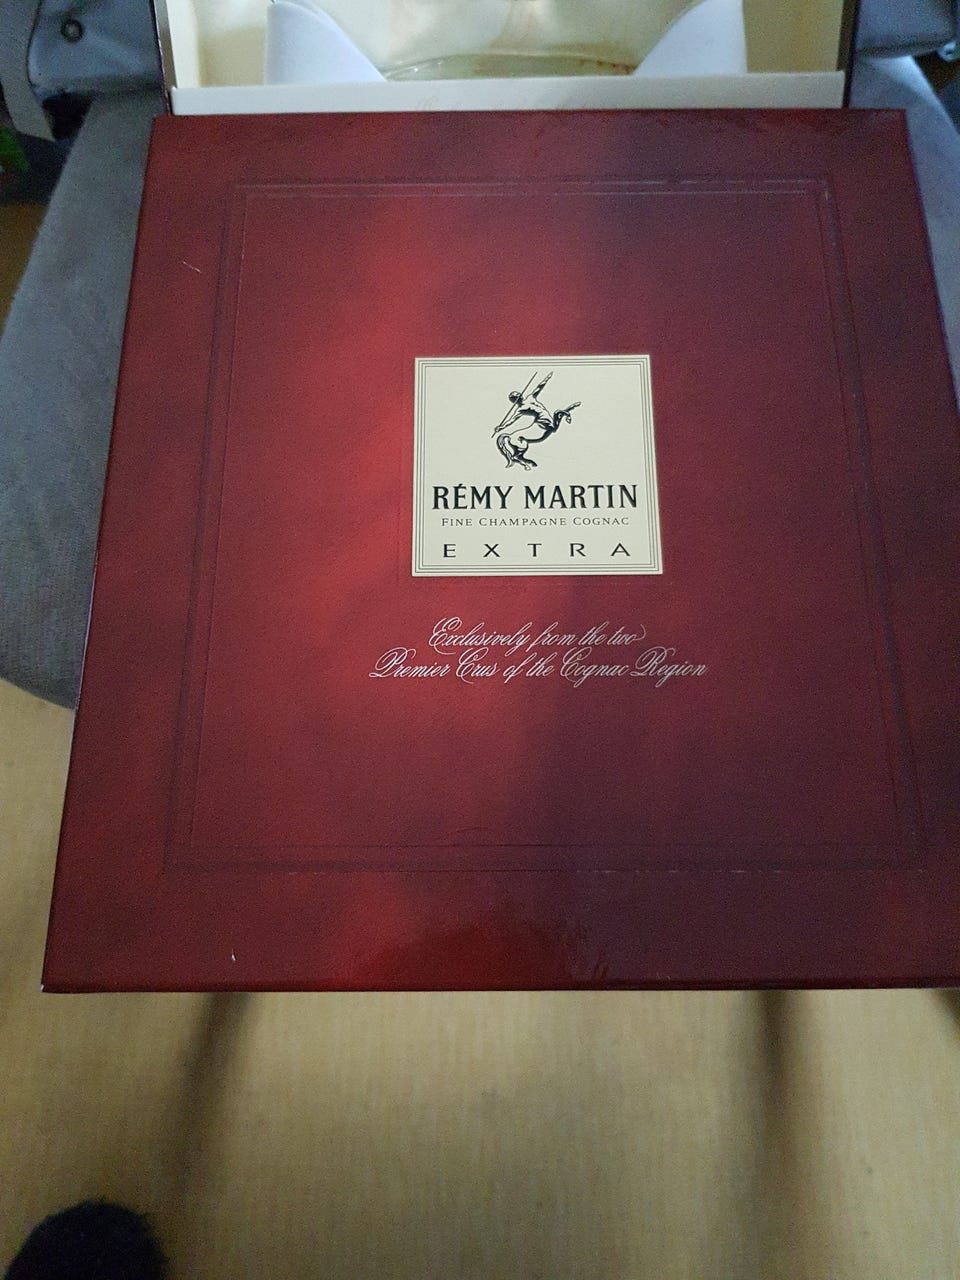 RÉMY MARTIN
FINE CHAMPAGNE COGNAC
EXTRA
Exclusively from the two
Premier Crus of the Cognac Region